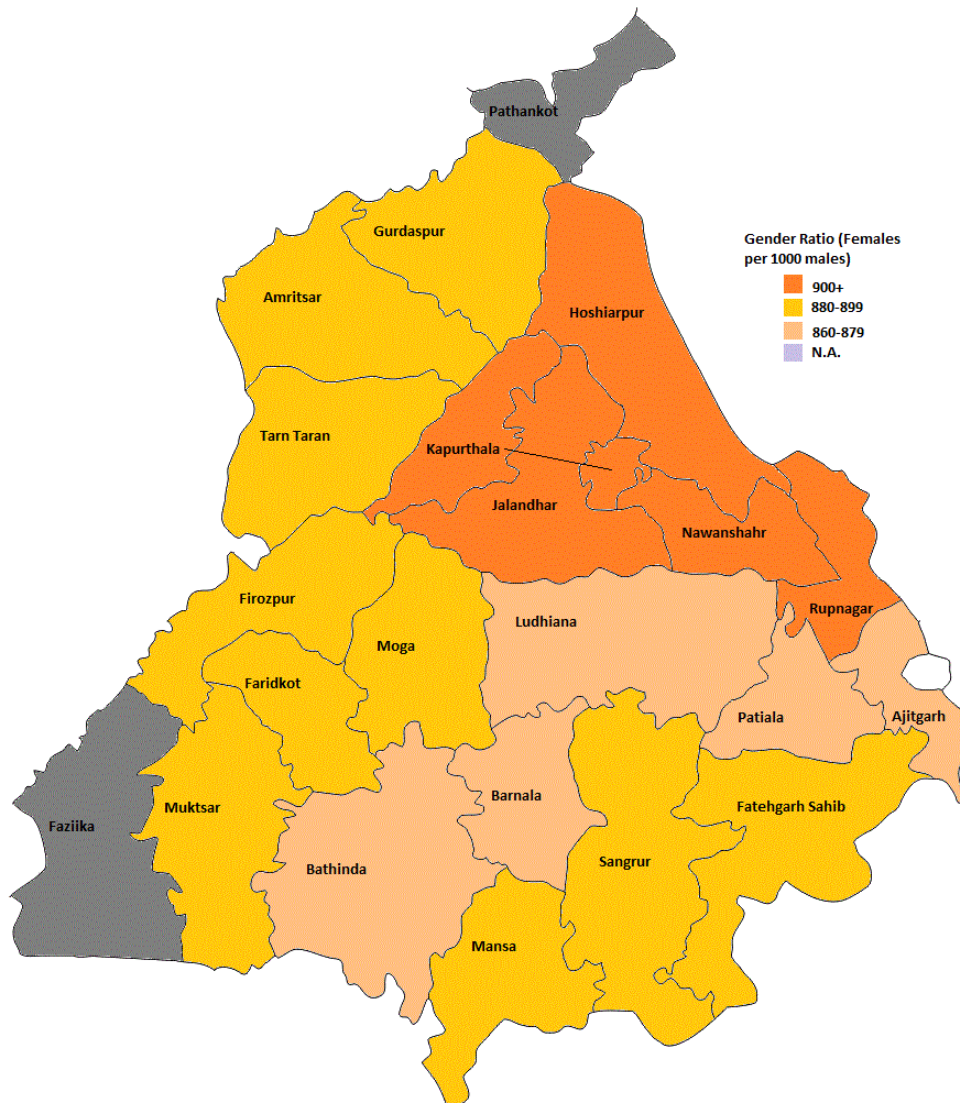 Pathankot
Gurdaspur
Gender Ratio (Females
per 1000 males)
900+
880-899
860-879
N.A.
Amritsar
Hoshiarpur
Tarn Taran
Kapurthala
Jalandhar
Nawanshahr
Firozpur
Rupnagar
Ludhiana
Moga
Faridkot
Patiala
Ajitgarh
Barnala
Muktsar
Fatehgarh Sahib
Faziika
Sangrur
Bathinda
Mansa